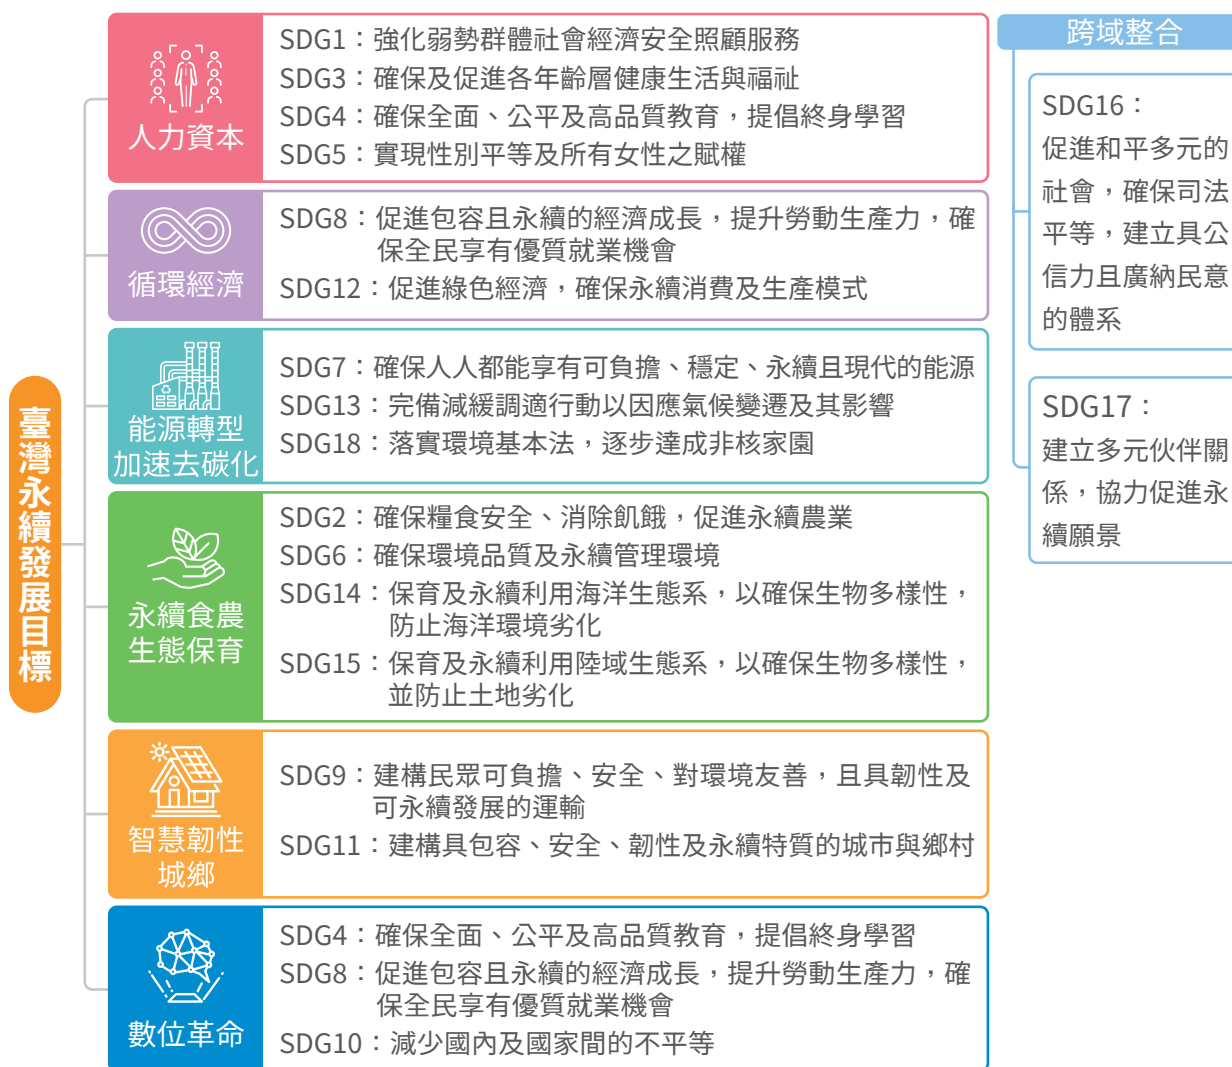 臺灣永續發展目標
人力資本
SDG1：強化弱勢群體社會經濟安全照顧服務
SDG3：確保及促進各年齡層健康生活與福祉
SDG4：確保全面、公平及高品質教育，提倡終身學習
SDG5：實現性別平等及所有女性之賦權
循環經濟
SDG8：促進包容且永續的經濟成長，提升勞動生產力，確
保全民享有優質就業機會
SDG12：促進綠色經濟，確保永續消費及生產模式
能源轉型
加速去碳化
SDG7：確保人人都能享有可負擔、穩定、永續且現代的能源
SDG13：完備減緩調適行動以因應氣候變遷及其影響
SDG18：落實環境基本法，逐步達成非核家園
永續食農
生態保育
SDG2：確保糧食安全、消除飢餓，促進永續農業
SDG6：確保環境品質及永續管理環境
SDG14：保育及永續利用海洋生態系，以確保生物多樣性，
防止海洋環境劣化
SDG15：保育及永續利用陸域生態系，以確保生物多樣性，
並防止土地劣化
智慧韌性
城鄉
SDG9：建構民眾可負擔、安全、對環境友善，且具韌性及
可永續發展的運輸
SDG11：建構具包容、安全、韌性及永續特質的城市與鄉村
數位革命
SDG4：確保全面、公平及高品質教育，提倡終身學習
SDG8：促進包容且永續的經濟成長，提升勞動生產力，確
保全民享有優質就業機會
SDG10：減少國內及國家間的不平等
跨域整合
SDG16：
促進和平多元的
社會，確保司法
平等，建立具公
信力且廣納民意
的體系
SDG17：
建立多元伙伴關
係，協力促進永
續願景